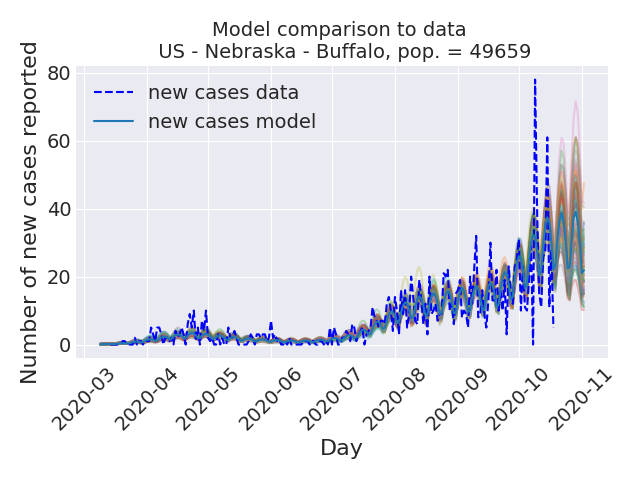 Model comparison to data
US - Nebraska - Buffalo, pop. = 49659
new cases data
new cases model
Number of new cases reported
80
60
40
20
0
2020-03
2020-04
2020-05
2020-06
2020-07
2020-08
2020-09
2020-10
2020-11
Day